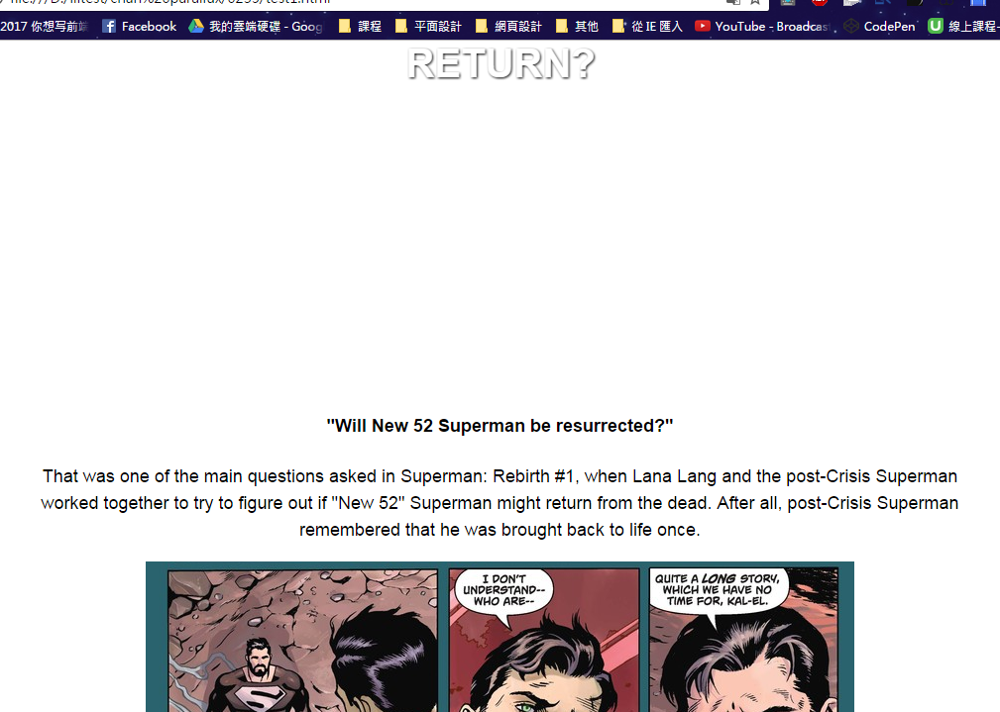 2017 你想写前端 Facebook 我的雲端硬碟 - Goog 課程 平面設計 網頁設計 其他 從 IE 匯入 YouTube - Broadcas CodePen 線上課程-
RETURN?
"Will New 52 Superman be resurrected?"
That was one of the main questions asked in Superman: Rebirth #1, when Lana Lang and the post-Crisis Superman
worked together to try to figure out if "New 52" Superman might return from the dead. After all, post-Crisis Superman
remembered that he was brought back to life once.
I DON'T
UNDERSTAND--
WHO ARE--
QUITE A LONG STORY,
WHICH WE HAVE NO
TIME FOR, KAL-EL.